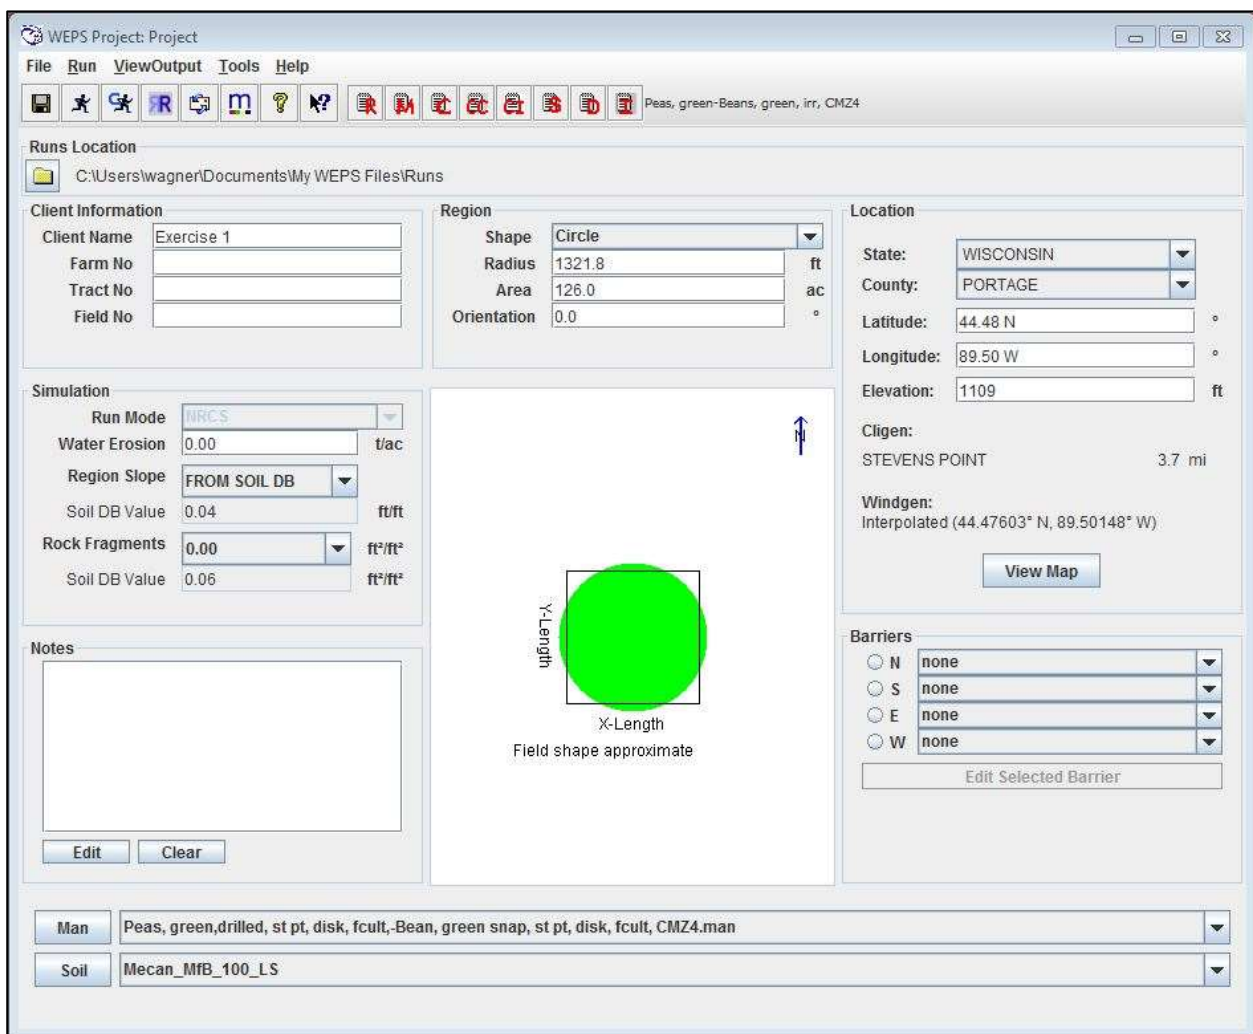 WEPS Project: Project
File Run ViewOutput Tools Help
R M C SC CI S D I Peas, green-Beans, green, irr, CMZ4
Runs Location
C:\Users\wagner\Documents\My WEPS Files\Runs
Client Information
Client Name Exercise 1
Farm No
Tract No
Field No
Region
Shape Circle
Radius 1321.8 ft
Area 126.0 ac
Orientation 0.0 °
Location
State: WISCONSIN
County: PORTAGE
Latitude: 44.48 N °
Longitude: 89.50 W °
Elevation: 1109 ft
Cligen:
STEVENS POINT 3.7 mi
Windgen:
Interpolated (44.47603° N, 89.50148° W)
View Map
Simulation
Run Mode NRCS
Water Erosion 0.00 t/ac
Region Slope FROM SOIL DB
Soil DB Value 0.04 ft/ft
Rock Fragments 0.00 ft²/ft²
Soil DB Value 0.06 ft²/ft²
N
Y-Length
X-Length
Field shape approximate
Notes
Edit Clear
Barriers
N none
S none
E none
W none
Edit Selected Barrier
Man Peas, green,drilled, st pt, disk, fcult,-Bean, green snap, st pt, disk, fcult, CMZ4.man
Soil Mecan_MfB_100_LS